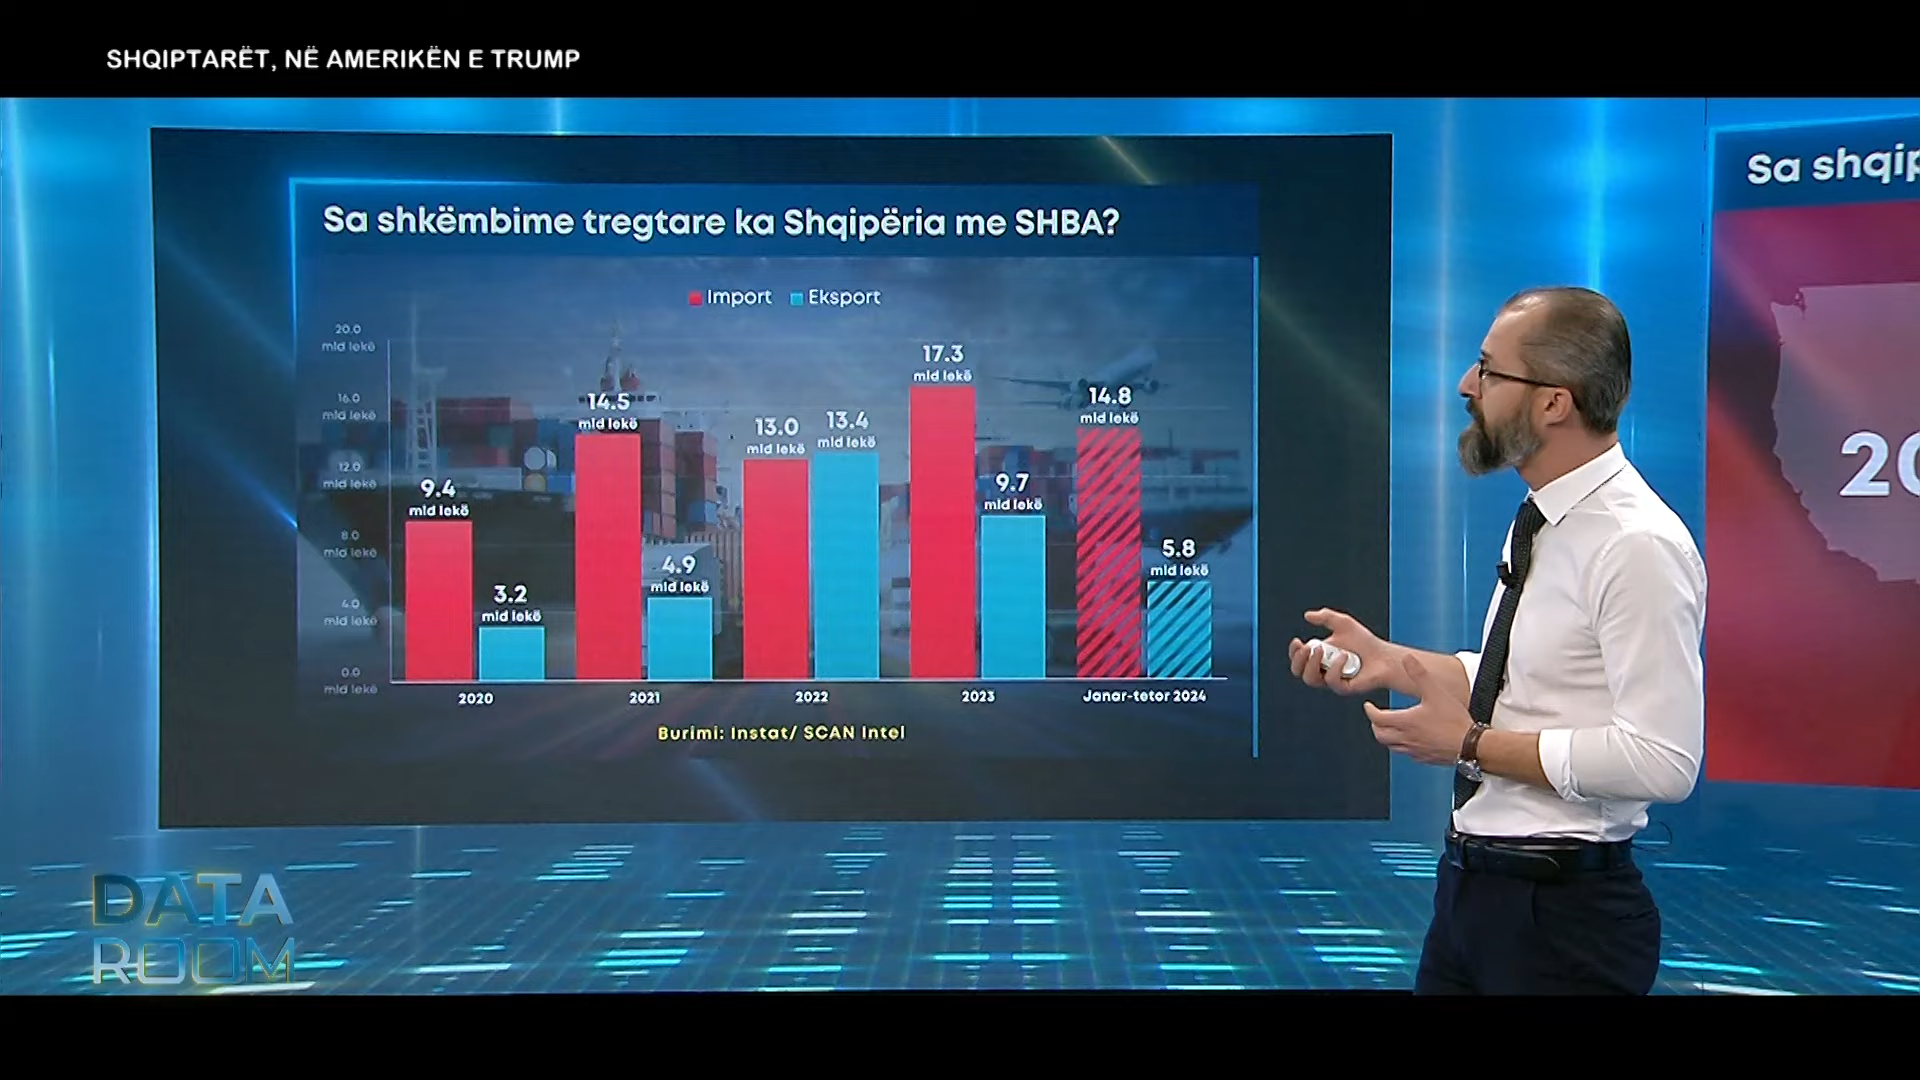 SHQIPTARËT, NË AMERIKËN E TRUMP
Sa shkëmbime tregtare ka Shqipëria me SHBA?
Import Eksport
20.0
mld lekë
16.0
mld lekë
12.0
mld lekë
8.0
mld lekë
4.0
mld lekë
0.0
mld lekë
9.4
mld lekë
3.2
mld lekë
14.5
mld lekë
4.9
mld lekë
13.0
mld lekë
13.4
mld lekë
17.3
mld lekë
9.7
mld lekë
14.8
mld lekë
5.8
mld lekë
2020 2021 2022 2023 Janar-tetor 2024
Burimi: Instat/ SCAN Intel
Sa
20
DATA
ROOM